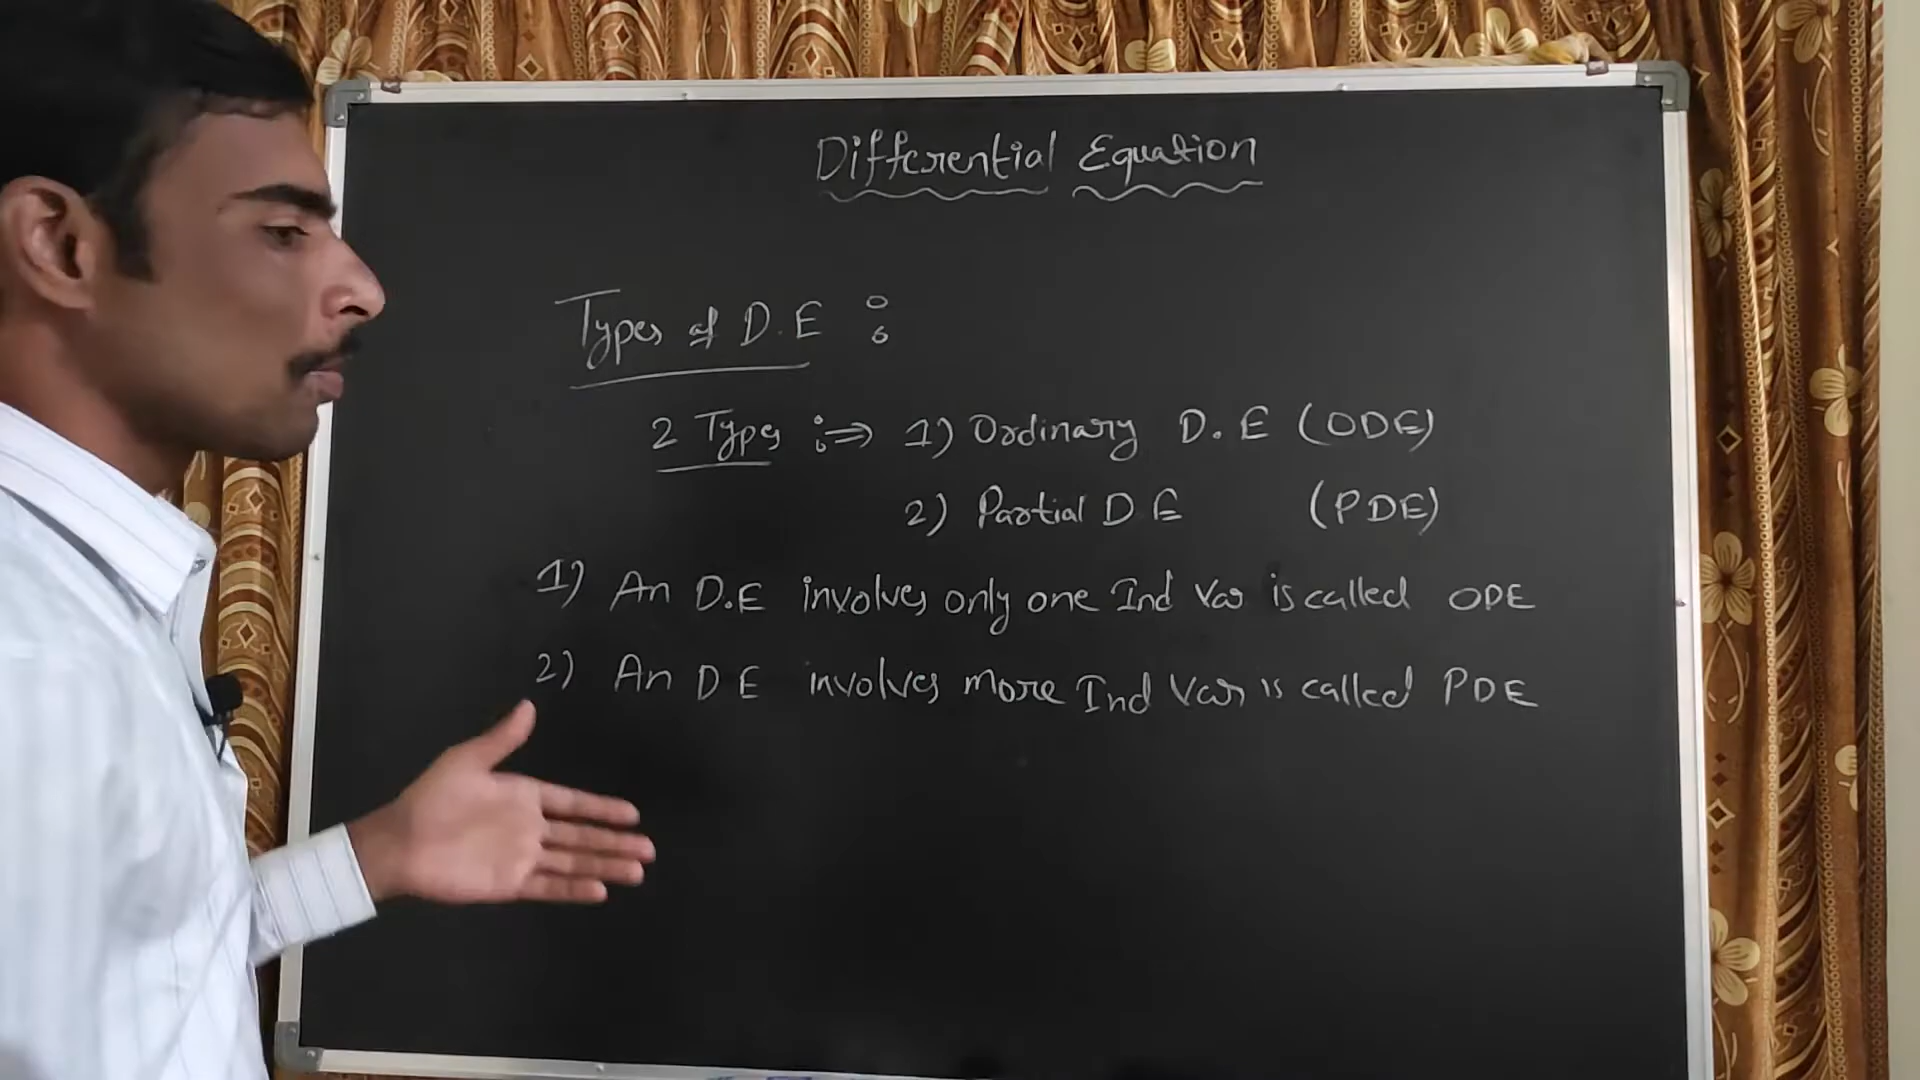 Differential Equation
Types of D.E :
2 Types :⇒ 1) Ordinary D.E (ODE)
2) Partial D E (PDE)
1) An D.E involves only one Ind Var is called ODE
2) An D E involves more Ind Var is called PDE